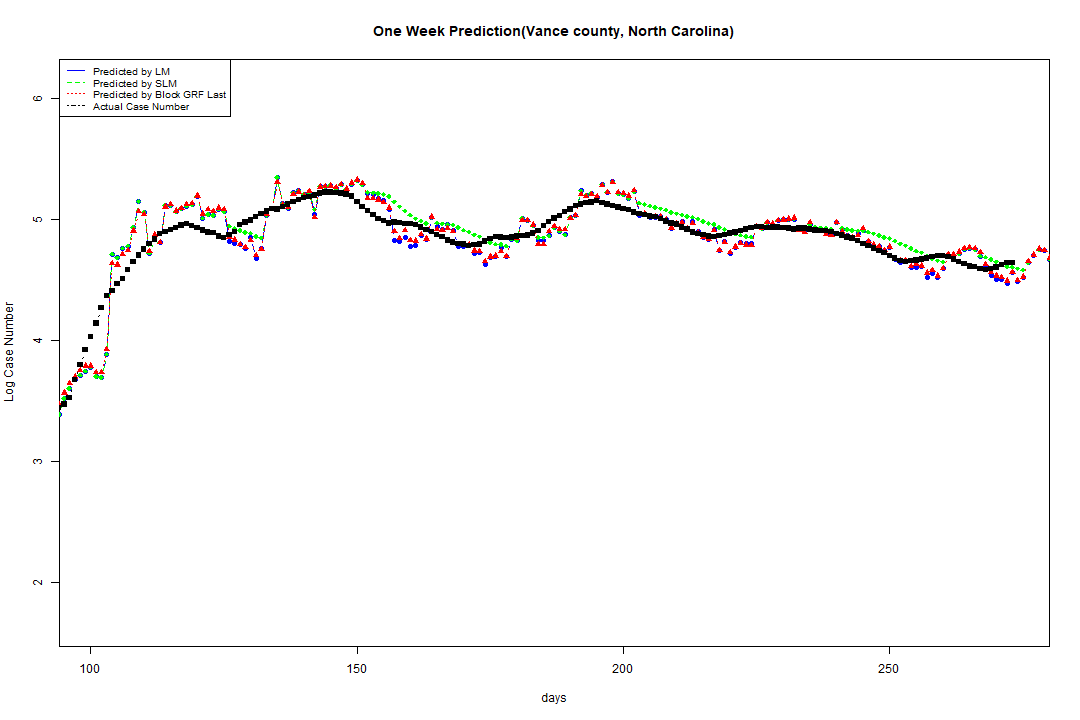 One Week Prediction(Vance county, North Carolina)
Predicted by LM
Predicted by SLM
Predicted by Block GRF Last
Actual Case Number
6
5
4
3
2
Log Case Number
100 150 200 250
days